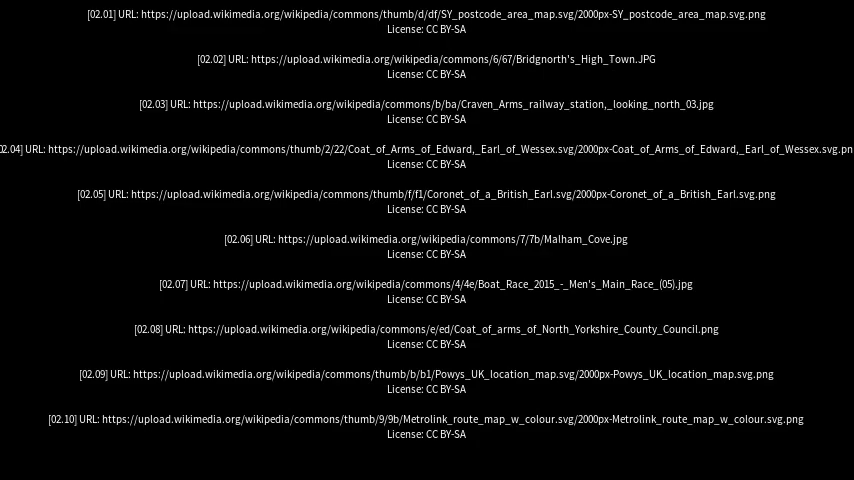 [02.01] URL: https://upload.wikimedia.org/wikipedia/commons/thumb/d/df/SY_postcode_area_map.svg/2000px-SY_postcode_area_map.svg.png
License: CC BY-SA
[02.02] URL: https://upload.wikimedia.org/wikipedia/commons/6/67/Bridgnorth's_High_Town.JPG
License: CC BY-SA
[02.03] URL: https://upload.wikimedia.org/wikipedia/commons/b/ba/Craven_Arms_railway_station,_looking_north_03.jpg
License: CC BY-SA
02.04] URL: https://upload.wikimedia.org/wikipedia/commons/thumb/2/22/Coat_of_Arms_of_Edward,_Earl_of_Wessex.svg/2000px-Coat_of_Arms_of_Edward,_Earl_of_Wessex.svg.pn
License: CC BY-SA
[02.05] URL: https://upload.wikimedia.org/wikipedia/commons/thumb/f/f1/Coronet_of_a_British_Earl.svg/2000px-Coronet_of_a_British_Earl.svg.png
License: CC BY-SA
[02.06] URL: https://upload.wikimedia.org/wikipedia/commons/7/7b/Malham_Cove.jpg
License: CC BY-SA
[02.07] URL: https://upload.wikimedia.org/wikipedia/commons/4/4e/Boat_Race_2015_-_Men's_Main_Race_(05).jpg
License: CC BY-SA
[02.08] URL: https://upload.wikimedia.org/wikipedia/commons/e/ed/Coat_of_arms_of_North_Yorkshire_County_Council.png
License: CC BY-SA
[02.09] URL: https://upload.wikimedia.org/wikipedia/commons/thumb/b/b1/Powys_UK_location_map.svg/2000px-Powys_UK_location_map.svg.png
License: CC BY-SA
[02.10] URL: https://upload.wikimedia.org/wikipedia/commons/thumb/9/9b/Metrolink_route_map_w_colour.svg/2000px-Metrolink_route_map_w_colour.svg.png
License: CC BY-SA